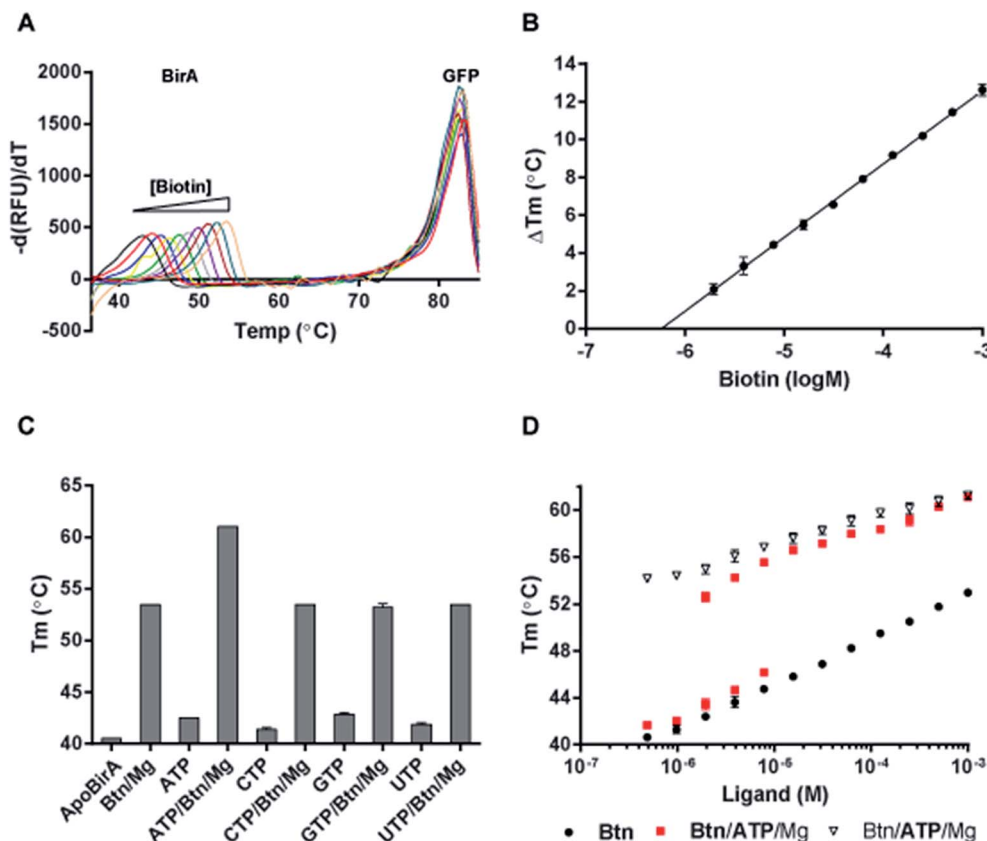 A
BirA
GFP
[Biotin]
-d(RFU)/dT
2000
1500
1000
500
0
-500
40 50 60 70 80
Temp (°C)
B
ΔTm (°C)
14
12
10
8
6
4
2
0
-7 -6 -5 -4 -3
Biotin (logM)
C
Tm (°C)
65
60
55
50
45
40
ApoBirA
Btn/Mg
ATP
ATP/Btn/Mg
CTP
CTP/Btn/Mg
GTP
GTP/Btn/Mg
UTP
UTP/Btn/Mg
D
Tm (°C)
60
56
52
48
44
40
10-7 10-6 10-5 10-4 10-3
Ligand (M)
Btn Btn/ATP/Mg Btn/ATP/Mg